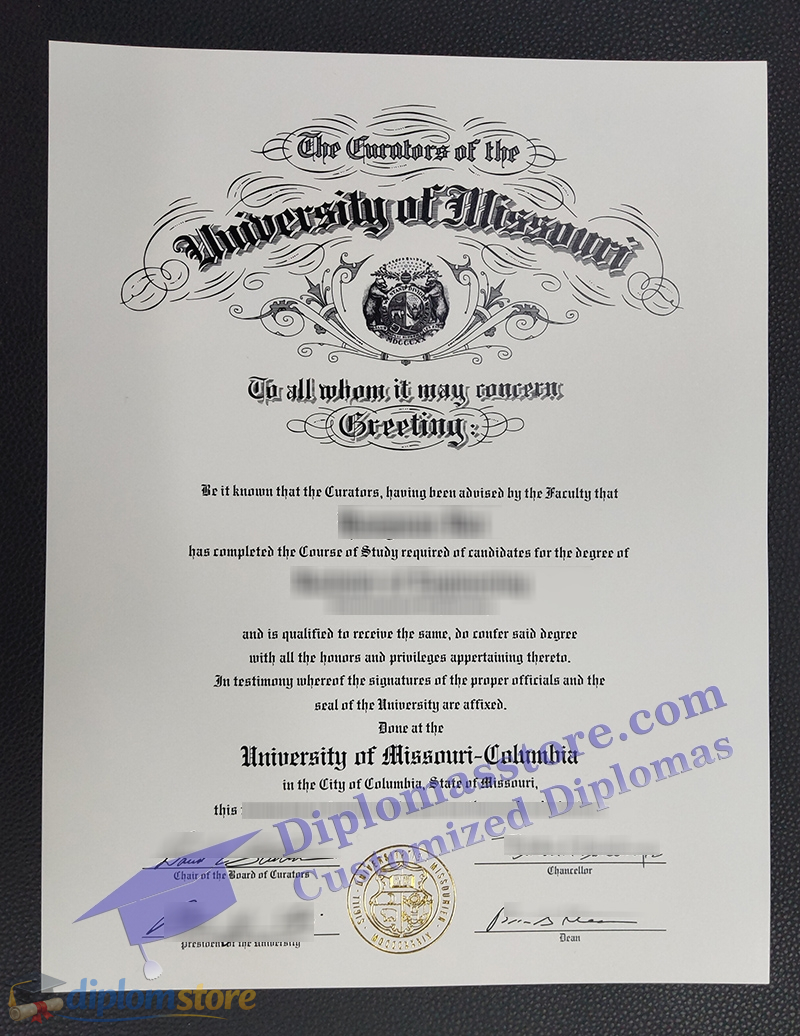 The Curators of the
University of Missouri
To all whom it may concern
Greeting:
Be it known that the Curators, having been advised by the Faculty that
has completed the Course of Study required of candidates for the degree of
and is qualified to receive the same, do confer said degree
with all the honors and privileges appertaining thereto.
In testimony whereof the signatures of the proper officials and the
seal of the University are affixed.
Done at the
University of Missouri-Columbia
in the City of Columbia, State of Missouri,
this
Diplomasstore.com
Customized Diplomas
Chair of the Board of Curators
Chancellor
President of the University
Dean
diplomstore